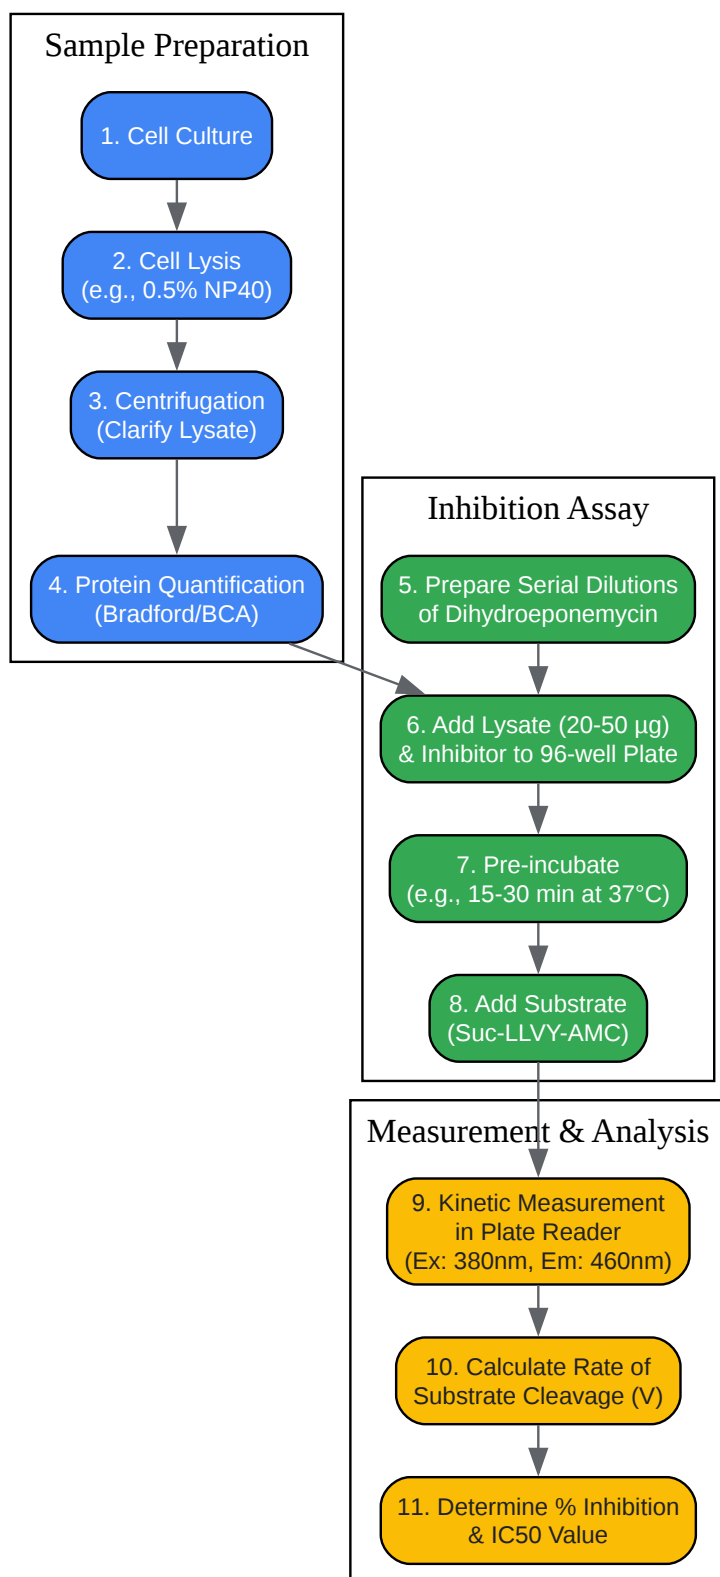 Sample Preparation
1. Cell Culture
2. Cell Lysis
(e.g., 0.5% NP40)
3. Centrifugation
(Clarify Lysate)
4. Protein Quantification
(Bradford/BCA)
Inhibition Assay
5. Prepare Serial Dilutions
of Dihydroeponemycin
6. Add Lysate (20-50 µg)
& Inhibitor to 96-well Plate
7. Pre-incubate
(e.g., 15-30 min at 37°C)
8. Add Substrate
(Suc-LLVY-AMC)
Measurement & Analysis
9. Kinetic Measurement
in Plate Reader
(Ex: 380nm, Em: 460nm)
10. Calculate Rate of
Substrate Cleavage (V)
11. Determine % Inhibition
& IC50 Value